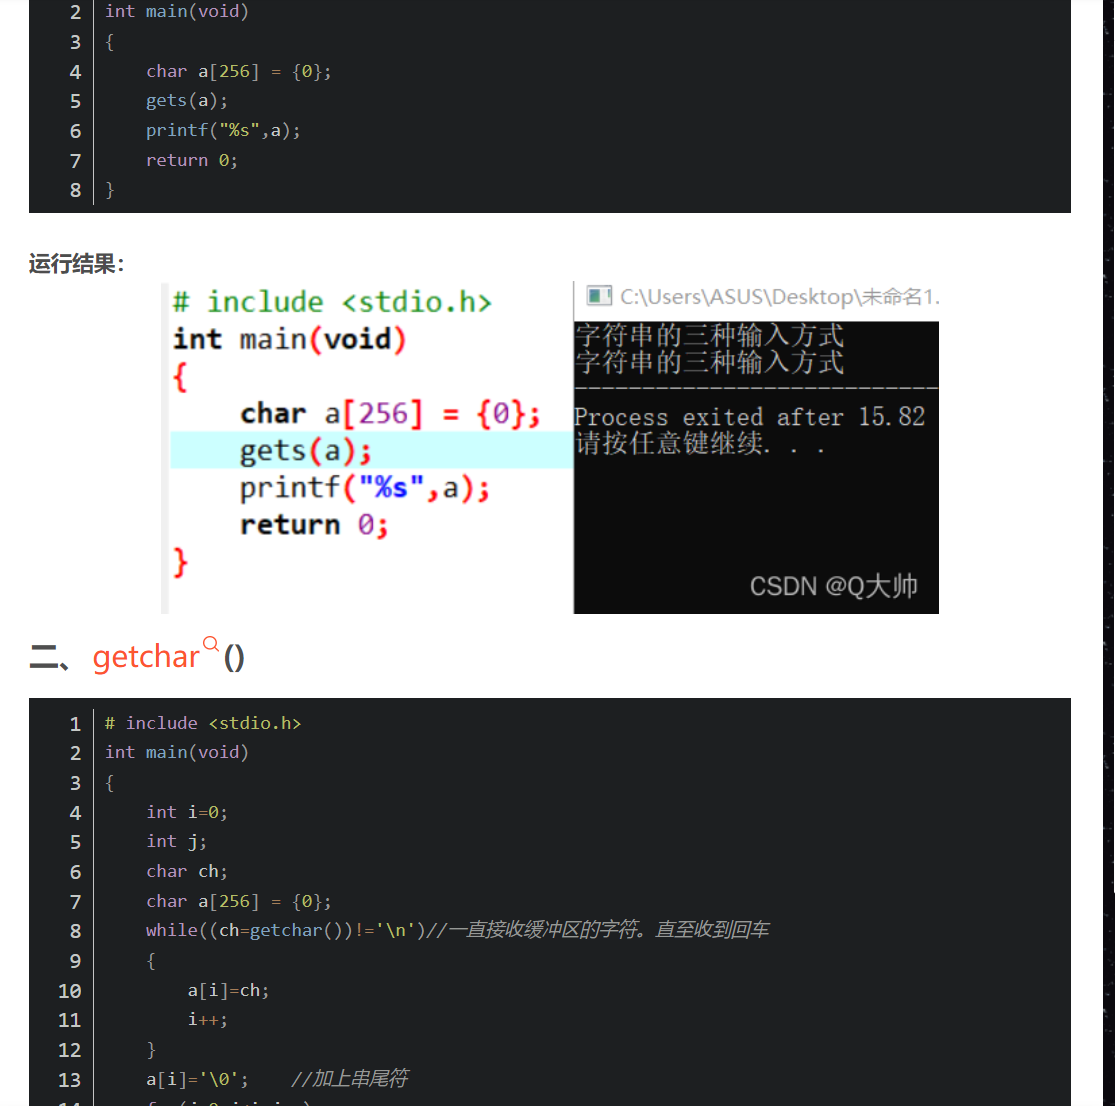 2 int main(void)
3 {
4 char a[256] = {0};
5 gets(a);
6 printf("%s",a);
7 return 0;
8 }
运行结果：
# include <stdio.h>
int main(void)
{
char a[256] = {0};
gets(a);
printf("%s",a);
return 0;
}
C:\Users\ASUS\Desktop\未命名1.
字符串的三种输入方式
字符串的三种输入方式
--------------------------------
Process exited after 15.82
请按任意键继续. . .
CSDN @Q大帅
二、 getchar()
1 # include <stdio.h>
2 int main(void)
3 {
4 int i=0;
5 int j;
6 char ch;
7 char a[256] = {0};
8 while((ch=getchar())!='\n')//一直接收缓冲区的字符。直至收到回车
9 {
10 a[i]=ch;
11 i++;
12 }
13 a[i]='\0'; //加上串尾符